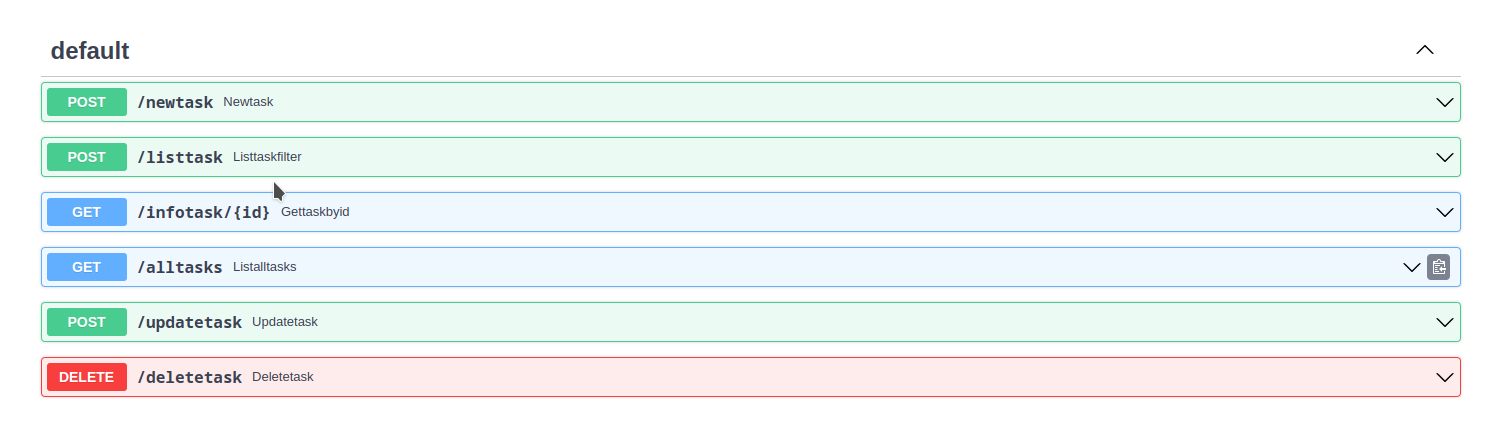 default
POST /newtask Newtask
POST /listtask Listtaskfilter
GET /infotask/{id} Gettaskbyid
GET /alltasks Listalltasks
POST /updatetask Updatetask
DELETE /deletetask Deletetask